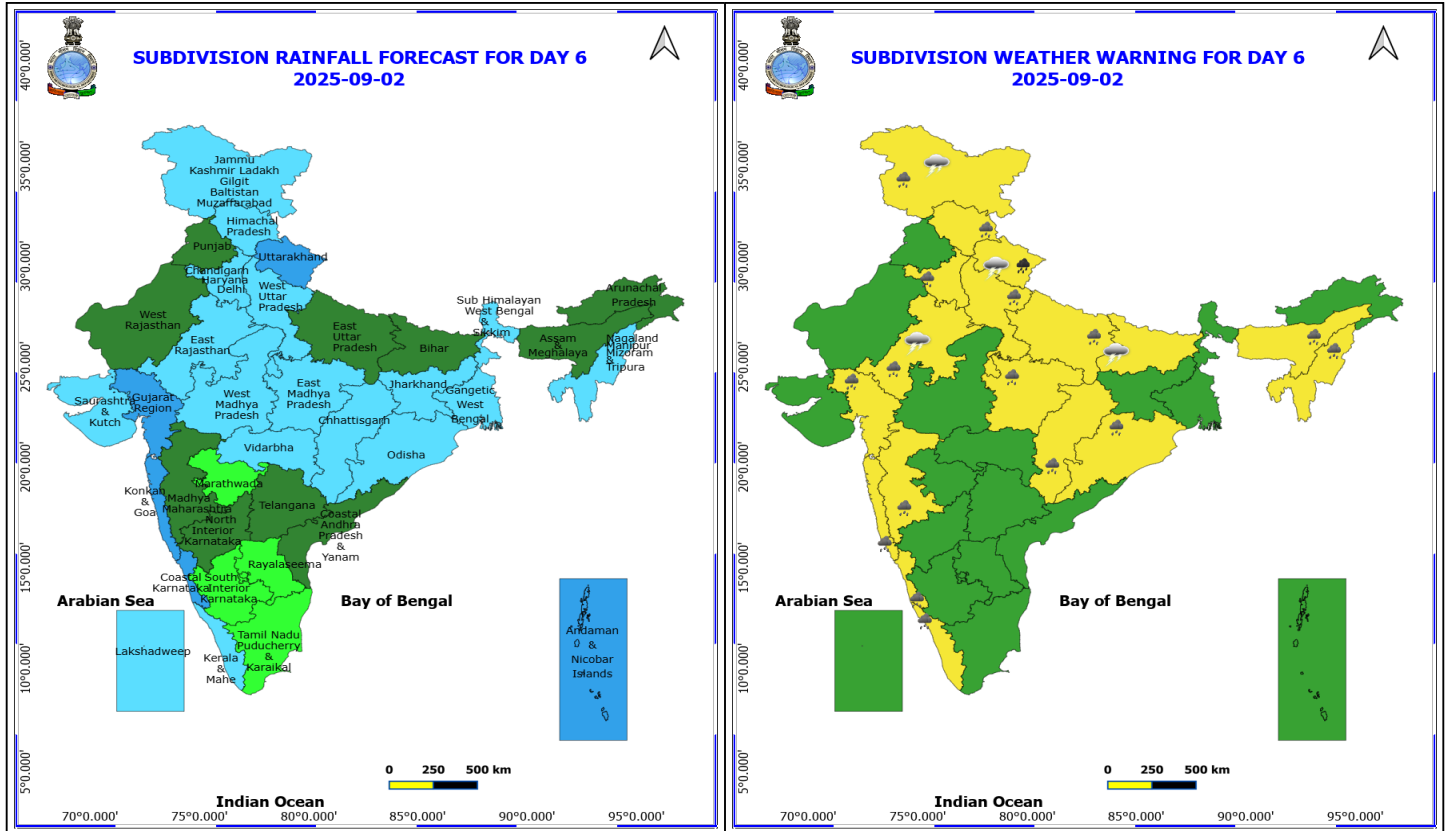 SUBDIVISION RAINFALL FORECAST FOR DAY 6
2025-09-02
40°0.000'
35°0.000'
30°0.000'
25°0.000'
20°0.000'
15°0.000'
10°0.000'
5°0.000'
Jammu
Kashmir Ladakh
Gilgit
Baltistan
Muzaffarabad
Himachal
Pradesh
Punjab
Uttarakhand
Chandigarh
Haryana
Delhi
West
Uttar
Pradesh
Sub Himalayan
West Bengal
&
Sikkim
Arunachal
Pradesh
West
Rajasthan
East
Rajasthan
East
Uttar
Pradesh
Bihar
Assam
&
Meghalaya
Nagaland
Manipur
Mizoram
&
Tripura
Saurashtra
&
Kutch
Gujarat
Region
West
Madhya
Pradesh
East
Madhya
Pradesh
Jharkhand
Gangetic
West
Bengal
Chhattisgarh
Vidarbha
Odisha
Konkan
&
Goa
Marathwada
Madhya
Maharashtra
Telangana
North
Interior
Karnataka
Coastal
Andhra
Pradesh
&
Yanam
Rayalaseema
Coastal
Karnataka
South
Interior
Karnataka
Tamil Nadu
Puducherry
&
Karaikal
Kerala
&
Mahe
Arabian Sea
Bay of Bengal
Lakshadweep
Andaman
&
Nicobar
Islands
0 250 500 km
Indian Ocean
70°0.000' 75°0.000' 80°0.000' 85°0.000' 90°0.000' 95°0.000'
SUBDIVISION WEATHER WARNING FOR DAY 6
2025-09-02
40°0.000'
35°0.000'
30°0.000'
25°0.000'
20°0.000'
15°0.000'
10°0.000'
5°0.000'
Arabian Sea
Bay of Bengal
0 250 500 km
Indian Ocean
70°0.000' 75°0.000' 80°0.000' 85°0.000' 90°0.000' 95°0.000'